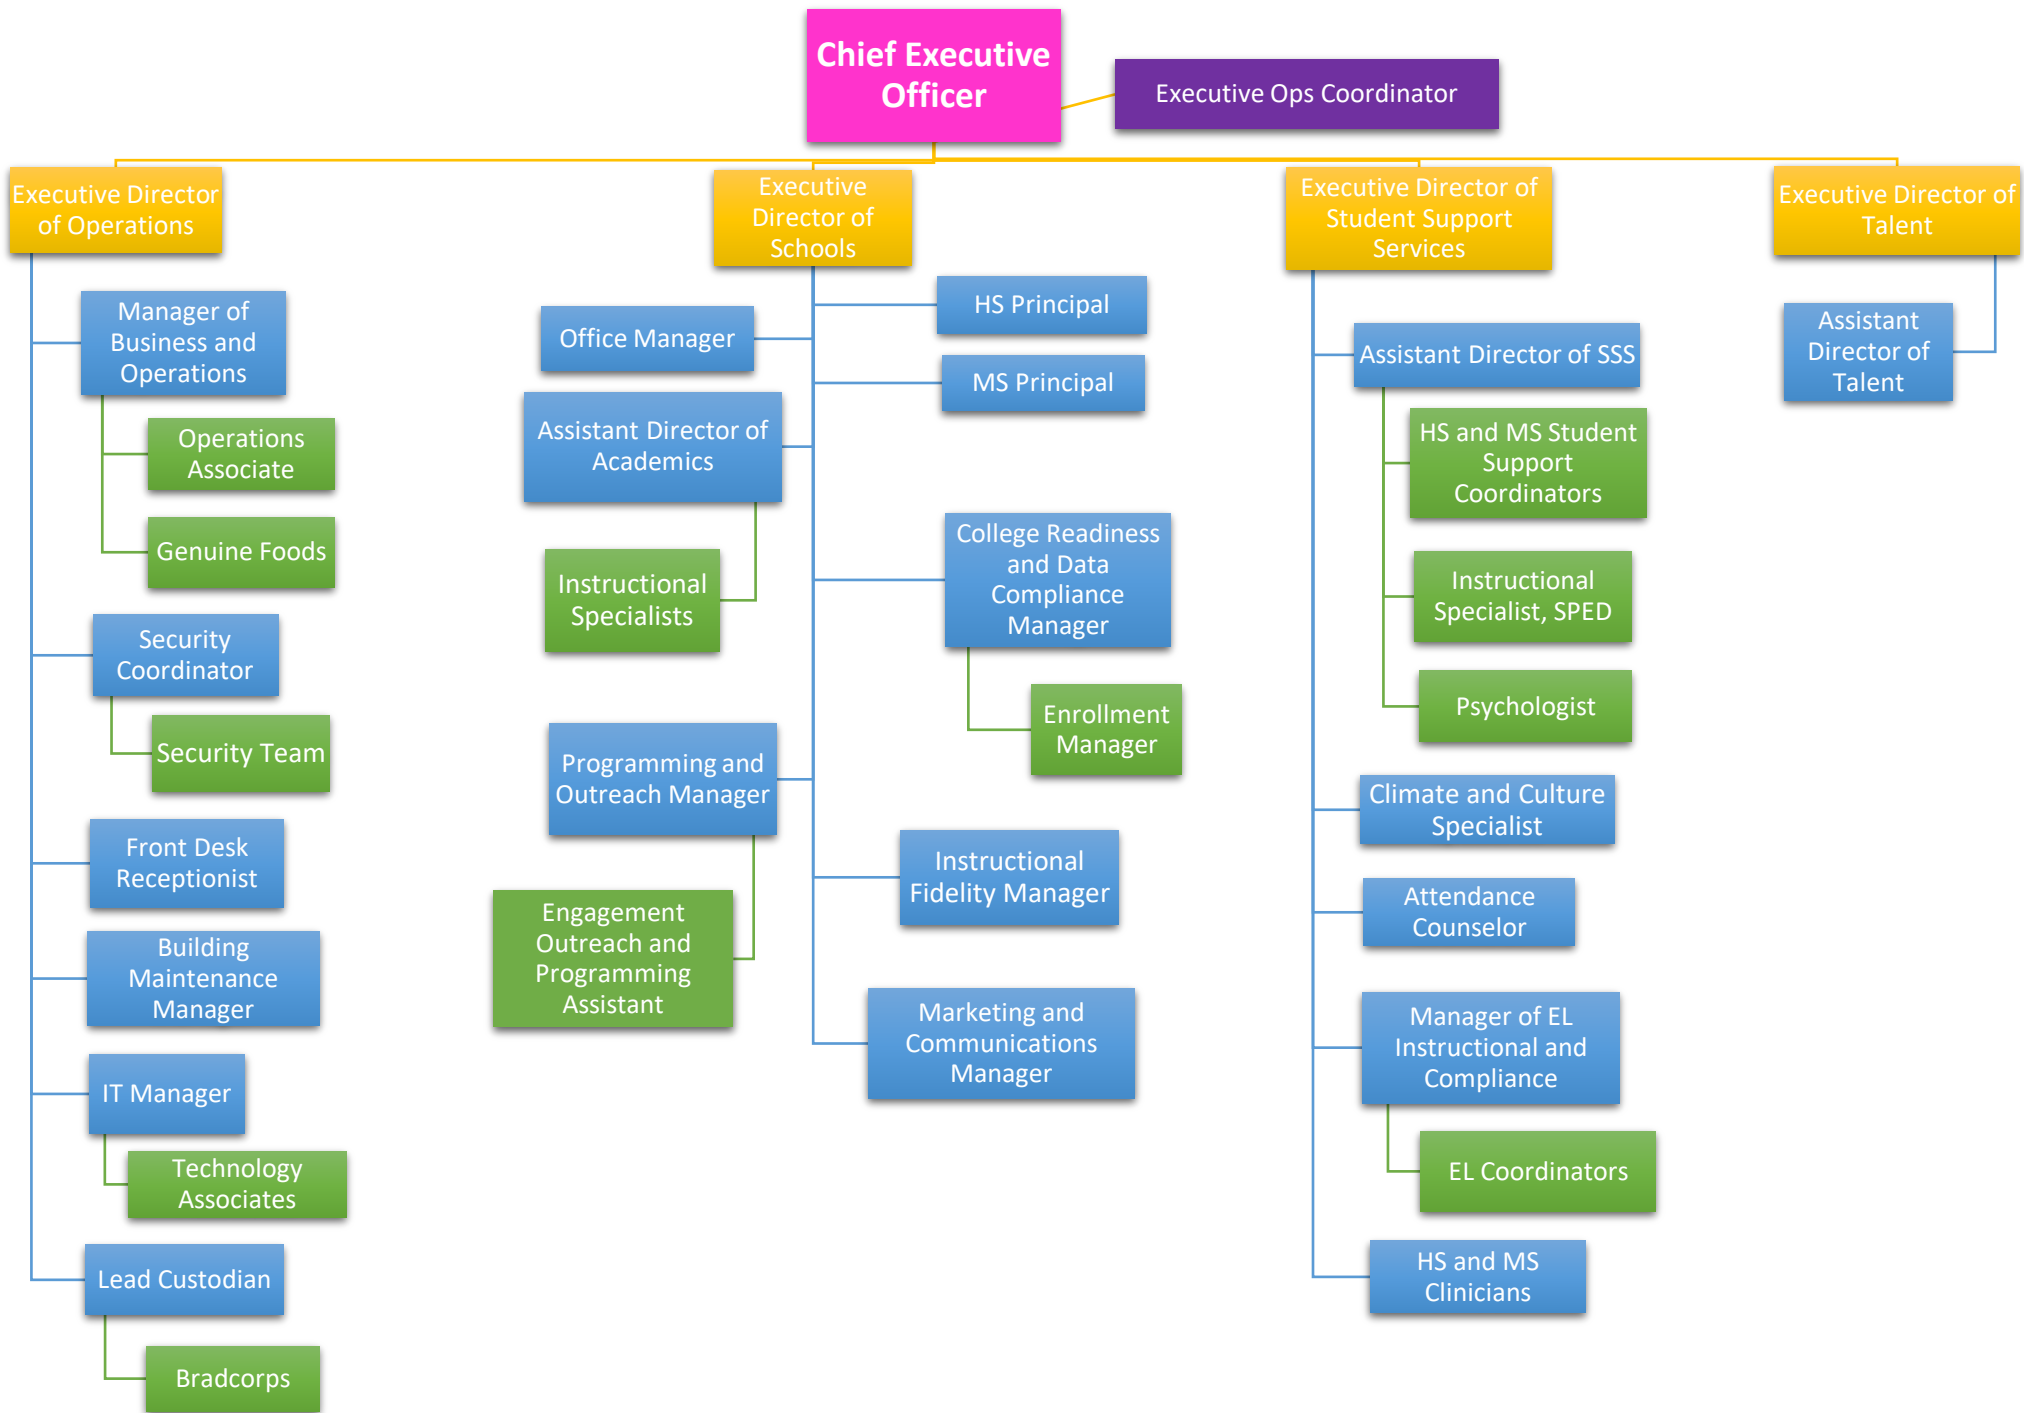 Chief Executive
Officer
Executive Ops Coordinator
Executive Director
of Operations
Manager of
Business and
Operations
Operations
Associate
Genuine Foods
Security
Coordinator
Security Team
Front Desk
Receptionist
Building
Maintenance
Manager
IT Manager
Technology
Associates
Lead Custodian
Bradcorps
Executive
Director of
Schools
Office Manager
Assistant Director of
Academics
Instructional
Specialists
Programming and
Outreach Manager
Engagement
Outreach and
Programming
Assistant
HS Principal
MS Principal
College Readiness
and Data
Compliance
Manager
Enrollment
Manager
Instructional
Fidelity Manager
Marketing and
Communications
Manager
Executive Director of
Student Support
Services
Assistant Director of SSS
HS and MS Student
Support
Coordinators
Instructional
Specialist, SPED
Psychologist
Climate and Culture
Specialist
Attendance
Counselor
Manager of EL
Instructional and
Compliance
EL Coordinators
HS and MS
Clinicians
Executive Director of
Talent
Assistant
Director of
Talent